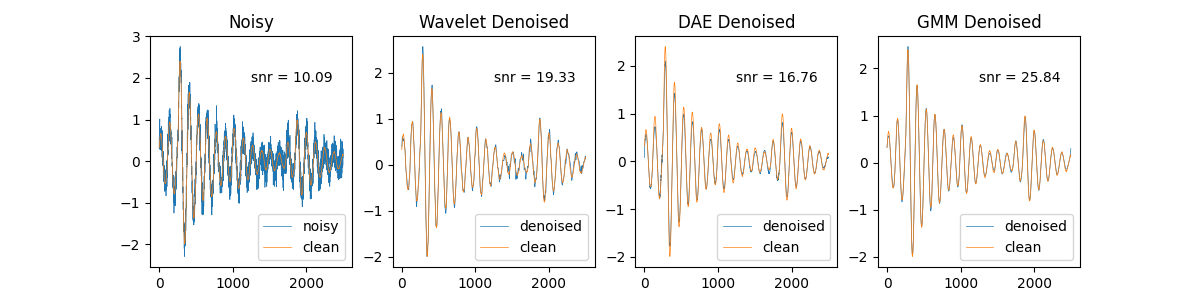 Noisy
snr = 10.09
3
2
1
0
−1
−2
0
1000
2000
noisy
clean
Wavelet Denoised
snr = 19.33
2
1
0
−1
−2
0
1000
2000
denoised
clean
DAE Denoised
snr = 16.76
2
1
0
−1
−2
0
1000
2000
denoised
clean
GMM Denoised
snr = 25.84
2
1
0
−1
−2
0
1000
2000
denoised
clean